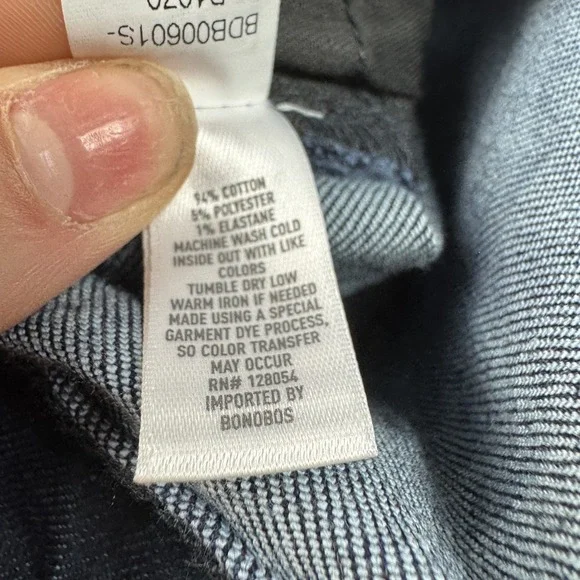 BDB00601S-
P1070
94% COTTON
5% POLYESTER
1% ELASTANE
MACHINE WASH COLD
INSIDE OUT WITH LIKE
COLORS
TUMBLE DRY LOW
WARM IRON IF NEEDED
MADE USING A SPECIAL
GARMENT DYE PROCESS,
SO COLOR TRANSFER
MAY OCCUR
RN# 128054
IMPORTED BY
BONOBOS